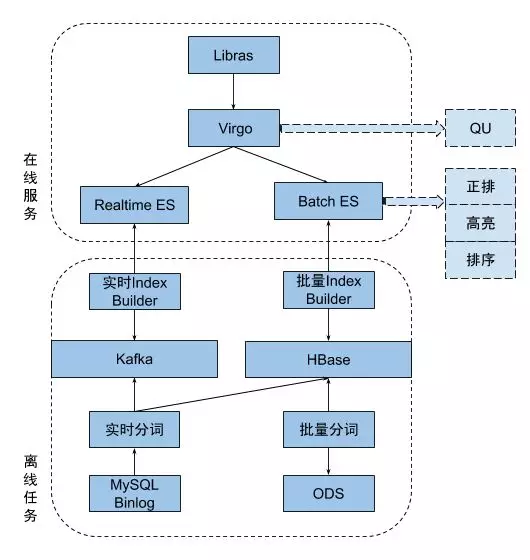 Libras
Virgo
QU
在线服务
Realtime ES
Batch ES
正排
高亮
排序
实时Index
Builder
批量Index
Builder
Kafka
HBase
实时分词
批量分词
离线任务
MySQL
Binlog
ODS